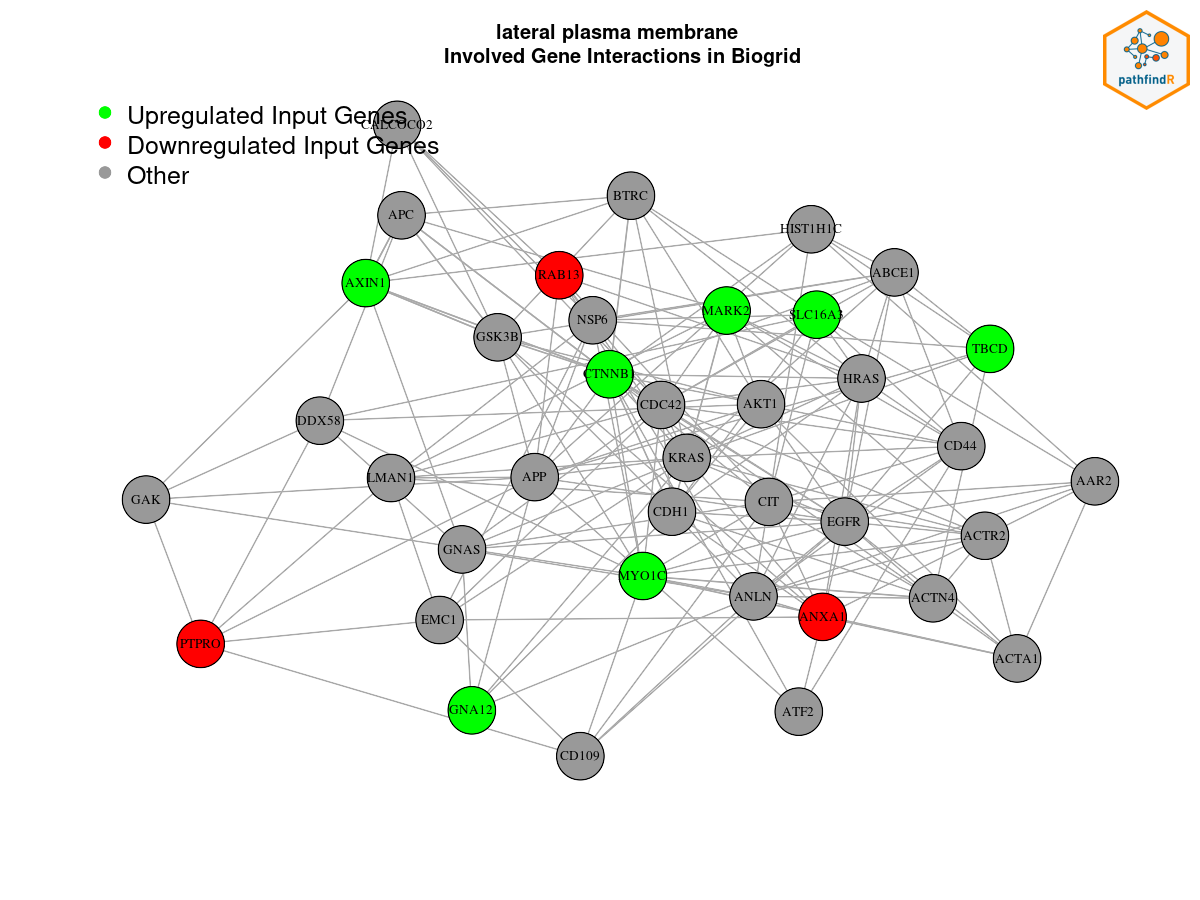 lateral plasma membrane
Involved Gene Interactions in Biogrid
pathfindR
Upregulated Input Genes
Downregulated Input Genes
Other
CALCOCO2
BTRC
APC
HIST1H1C
ABCE1
RAB13
AXIN1
MARK2
SLC16A3
NSP6
GSK3B
TBCD
CTNNB1
HRAS
CDC42
AKT1
DDX58
CD44
KRAS
LMAN1
APP
AAR2
GAK
CIT
CDH1
EGFR
ACTR2
GNAS
MYO1C
ANLN
ACTN4
EMC1
ANXA1
PTPRO
ACTA1
GNA12
ATF2
CD109